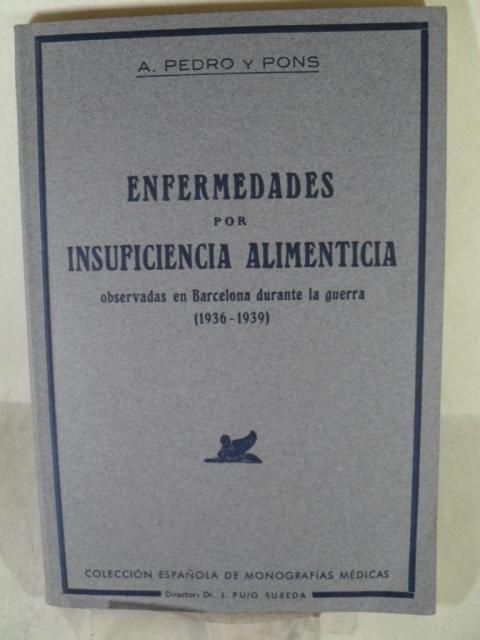 A. PEDRO Y PONS
ENFERMEDADES
POR
INSUFICIENCIA ALIMENTICIA
observadas en Barcelona durante la guerra
(1936-1939)
COLECCIÓN ESPAÑOLA DE MONOGRAFÍAS MÉDICAS
Director: Dr. J. PUIG SUREDA